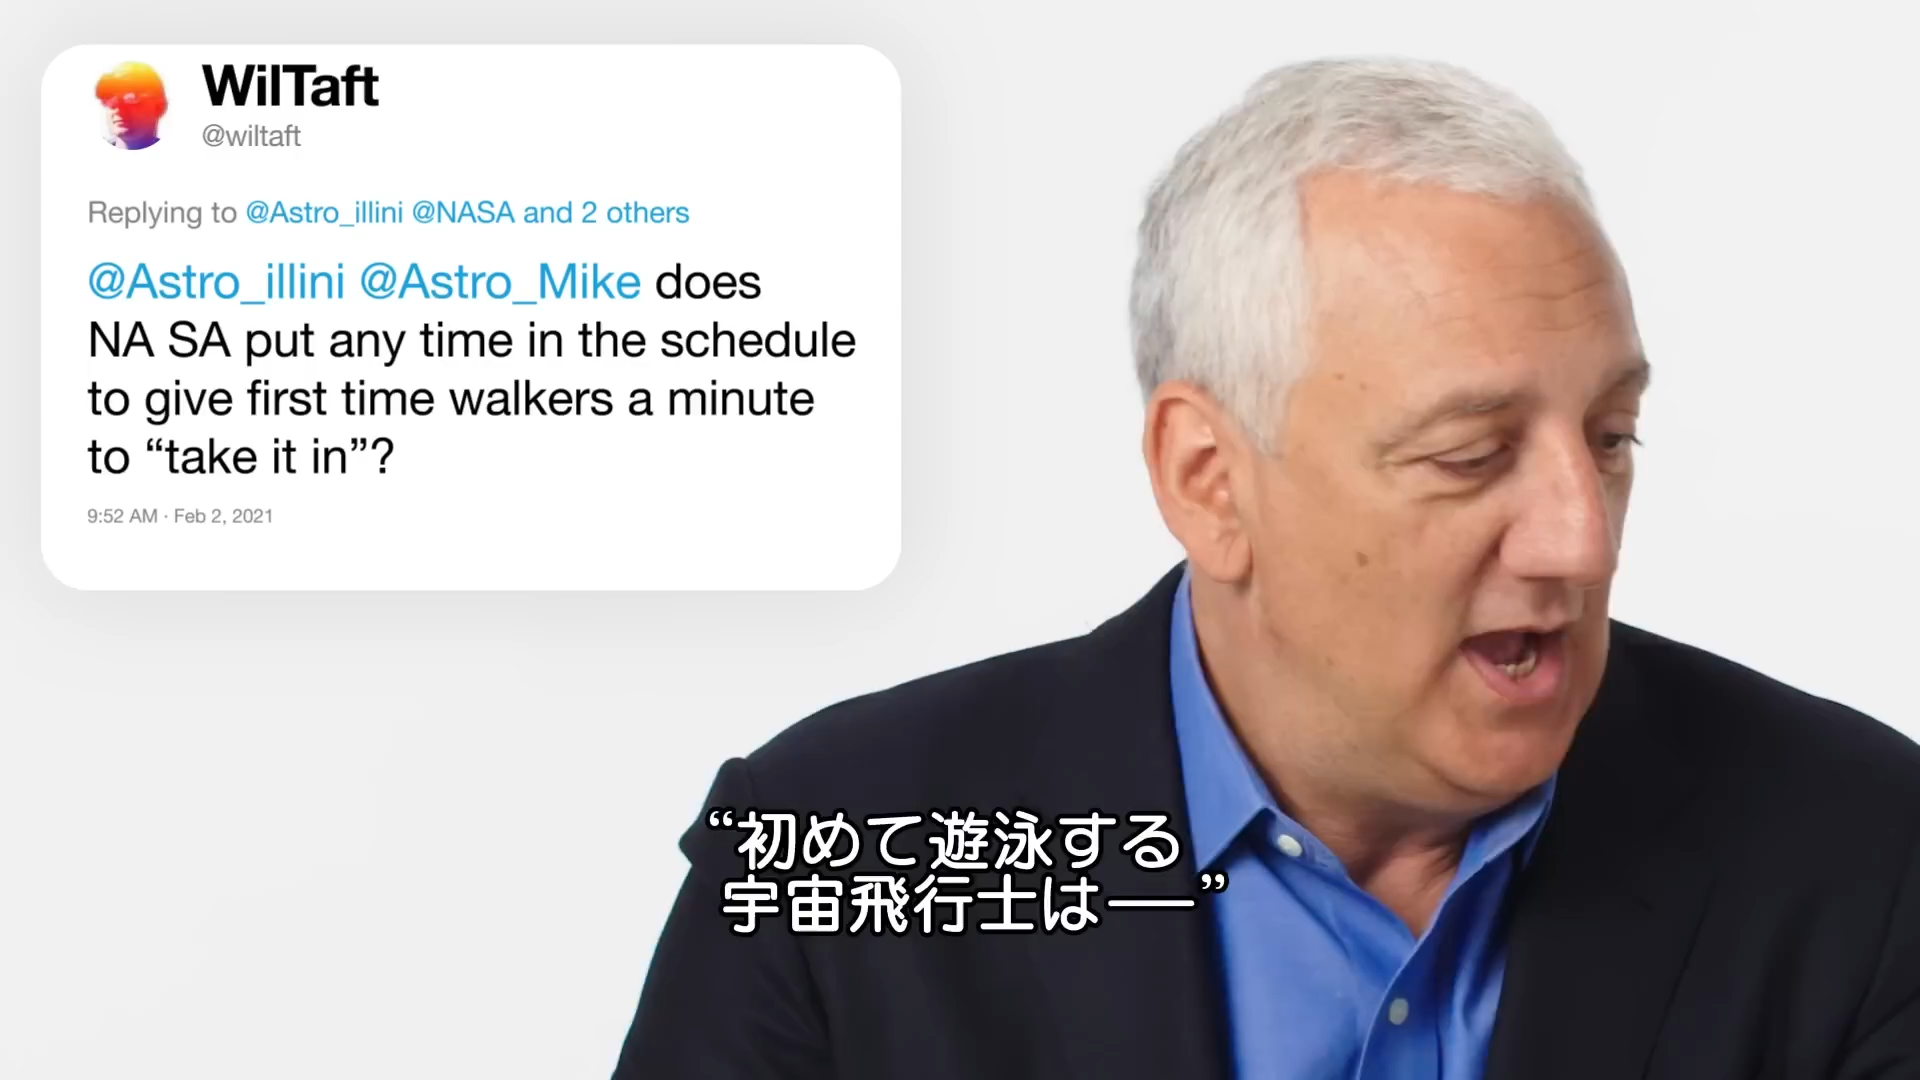 WilTaft
@wiltaft
Replying to @Astro_illini @NASA and 2 others
@Astro_illini @Astro_Mike does
NA SA put any time in the schedule
to give first time walkers a minute
to “take it in”?
9:52 AM · Feb 2, 2021
“初めて遊泳する
宇宙飛行士は──”